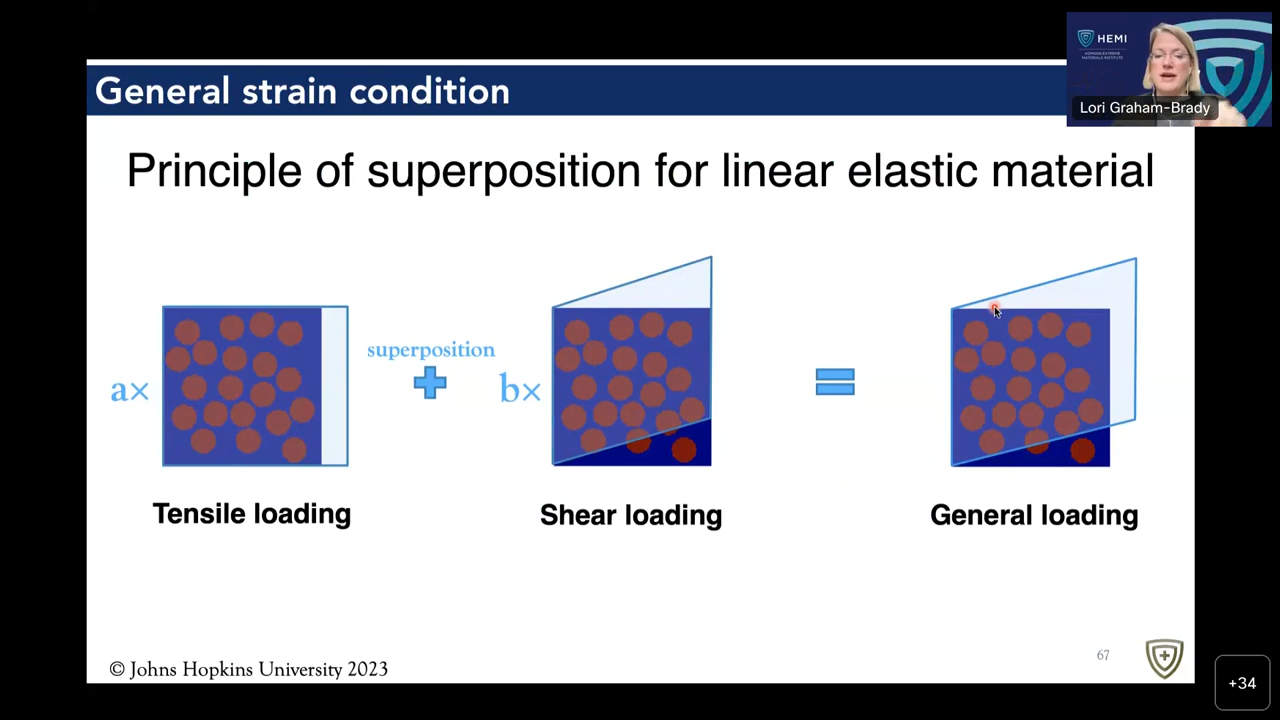 HEMI
Lori Graham-Brady
General strain condition
Principle of superposition for linear elastic material
superposition
a×
b×
Tensile loading
Shear loading
General loading
© Johns Hopkins University 2023
67
+34